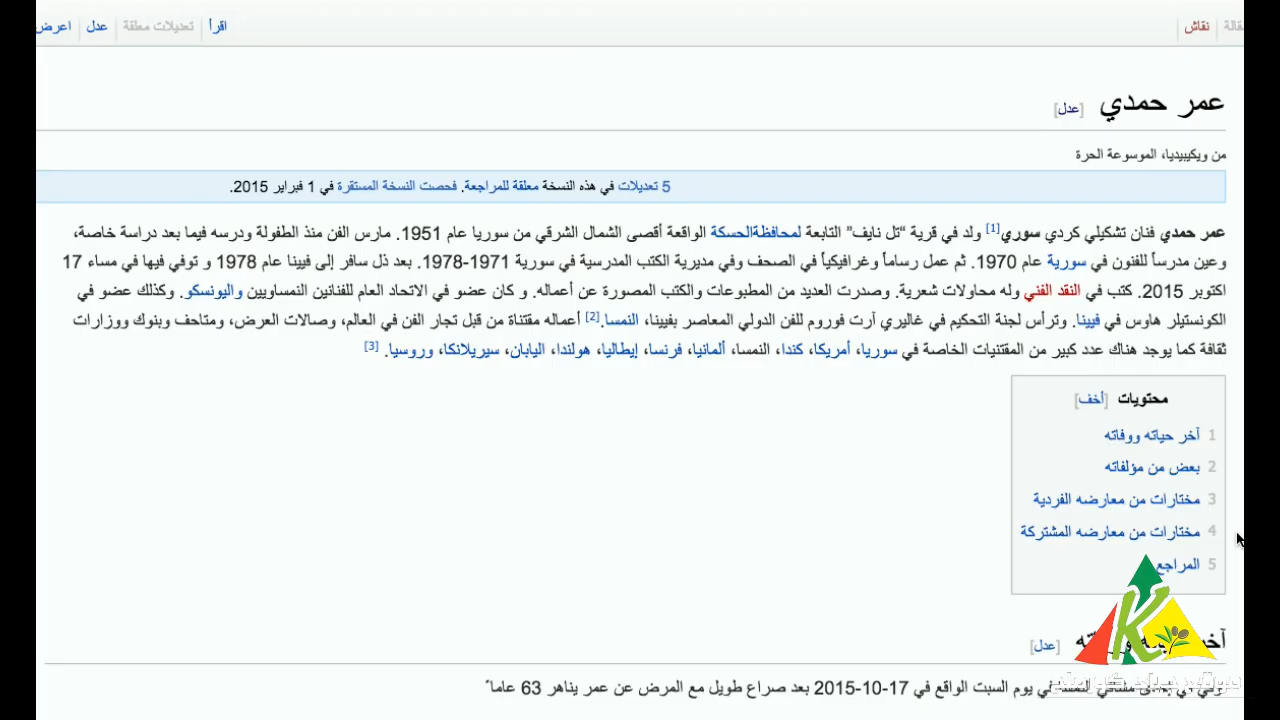 نقاش
اقرأ تعديلات معلقة عدل اعرض
عمر حمدي [عدل]
من ويكيبيديا، الموسوعة الحرة
5 تعديلات في هذه النسخة معلقة للمراجعة. فحصت النسخة المستقرة في 1 فبراير 2015.
عمر حمدي فنان تشكيلي كردي سوري[1] ولد في قرية “تل نايف” التابعة لمحافظةالحسكة الواقعة أقصى الشمال الشرقي من سوريا عام 1951. مارس الفن منذ الطفولة ودرسه فيما بعد دراسة خاصة،
وعين مدرساً للفنون في سورية عام 1970. ثم عمل رساماً وغرافيكياً في الصحف وفي مديرية الكتب المدرسية في سورية 1971-1978. بعد ذل سافر إلى فيينا عام 1978 و توفي فيها في مساء 17
اكتوبر 2015. كتب في النقد الفني وله محاولات شعرية. وصدرت العديد من المطبوعات والكتب المصورة عن أعماله. و كان عضو في الاتحاد العام للفنانين النمساويين واليونسكو. وكذلك عضو في
الكونستيلر هاوس في فيينا. وترأس لجنة التحكيم في غاليري آرت فوروم للفن الدولي المعاصر بفيينا، النمسا.[2] أعماله مقتناة من قبل تجار الفن في العالم، وصالات العرض، ومتاحف وبنوك ووزارات
ثقافة كما يوجد هناك عدد كبير من المقتنيات الخاصة في سوريا، أمريكا، كندا، النمسا، ألمانيا، فرنسا، إيطاليا، هولندا، اليابان، سيريلانكا، وروسيا. [3]
محتويات [أخف]
1 آخر حياته ووفاته
2 بعض من مؤلفاته
3 مختارات من معارضه الفردية
4 مختارات من معارضه المشتركة
5 المراجع
[عدل]
في يوم السبت الواقع في 17-10-2015 بعد صراع طويل مع المرض عن عمر يناهر 63 عاماً